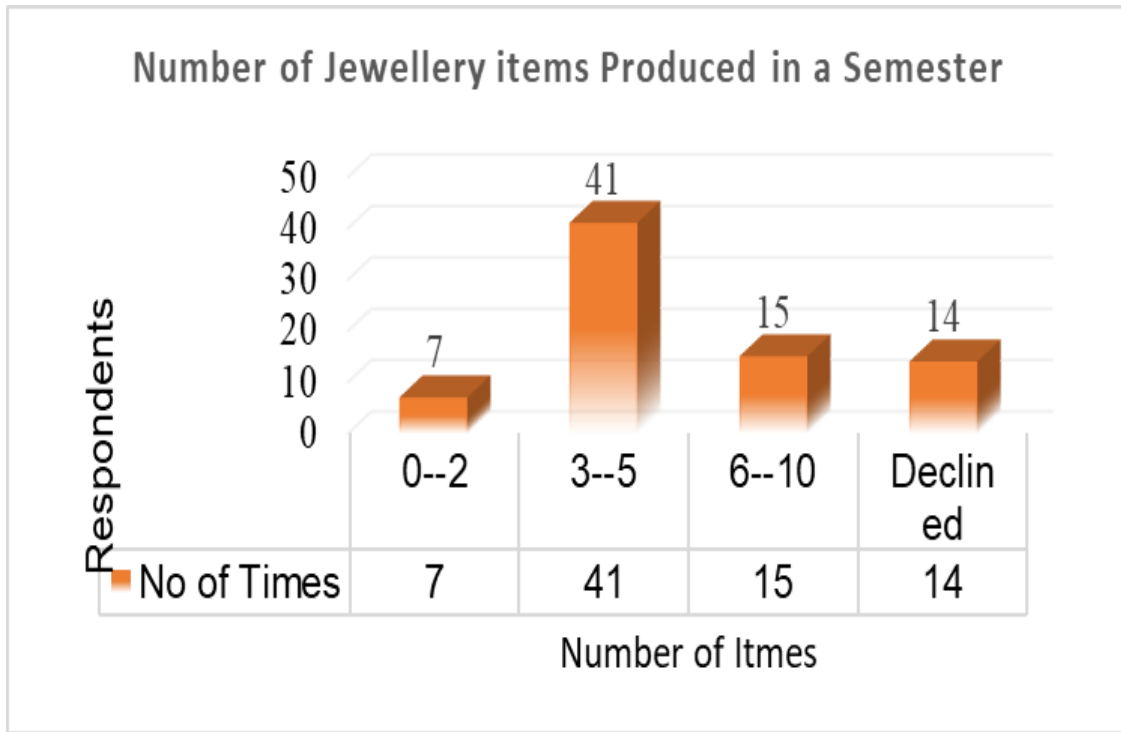 Number of Jewellery items Produced in a Semester
50
40
30
20
10
0
7
41
15
14
Respondents
0--2 3--5 6--10 Declin
ed
No of Times 7 41 15 14
Number of Itmes